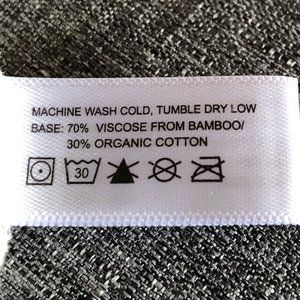 MACHINE WASH COLD, TUMBLE DRY LOW
BASE: 70% VISCOSE FROM BAMBOO/
30% ORGANIC COTTON
30